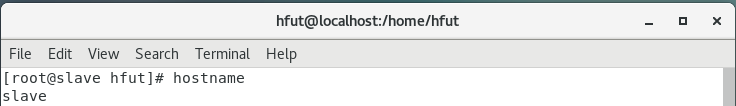 hfut@localhost:/home/hfut
File Edit View Search Terminal Help
[root@slave hfut]# hostname
slave